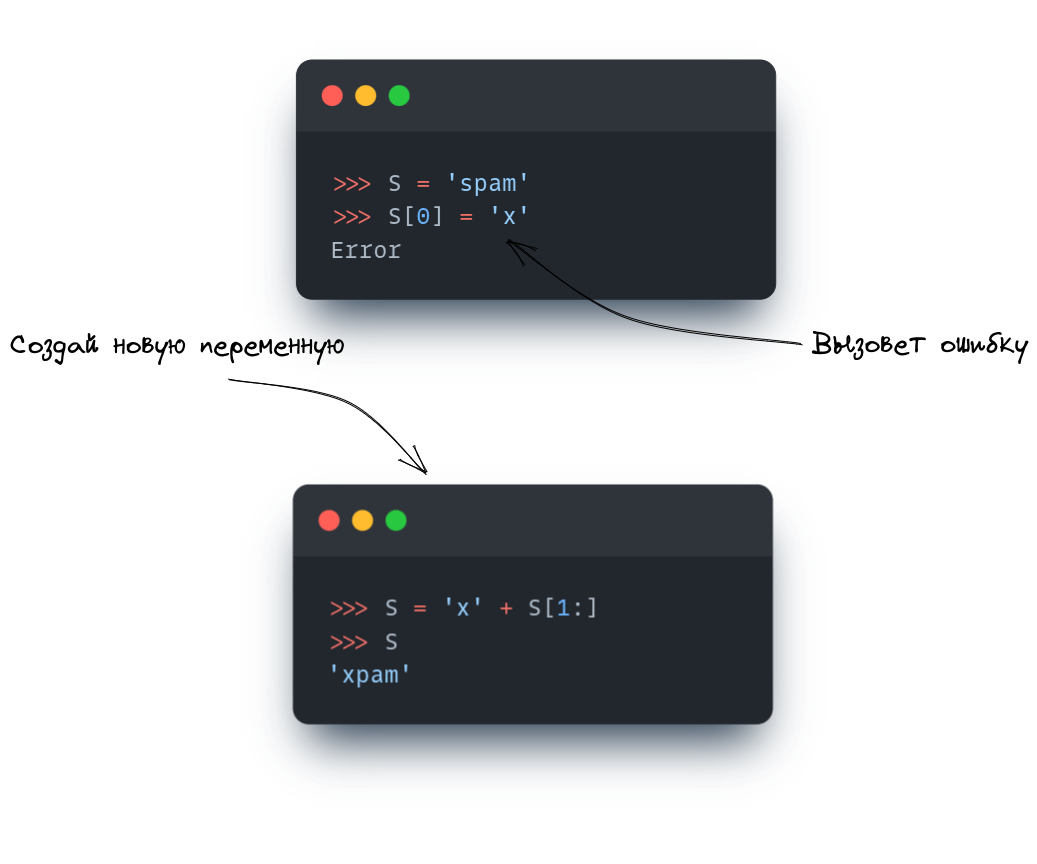 >>> S = 'spam'
>>> S[0] = 'x'
Error
Создай новую переменную
Вызовет ошибку
>>> S = 'x' + S[1:]
>>> S
'xpam'